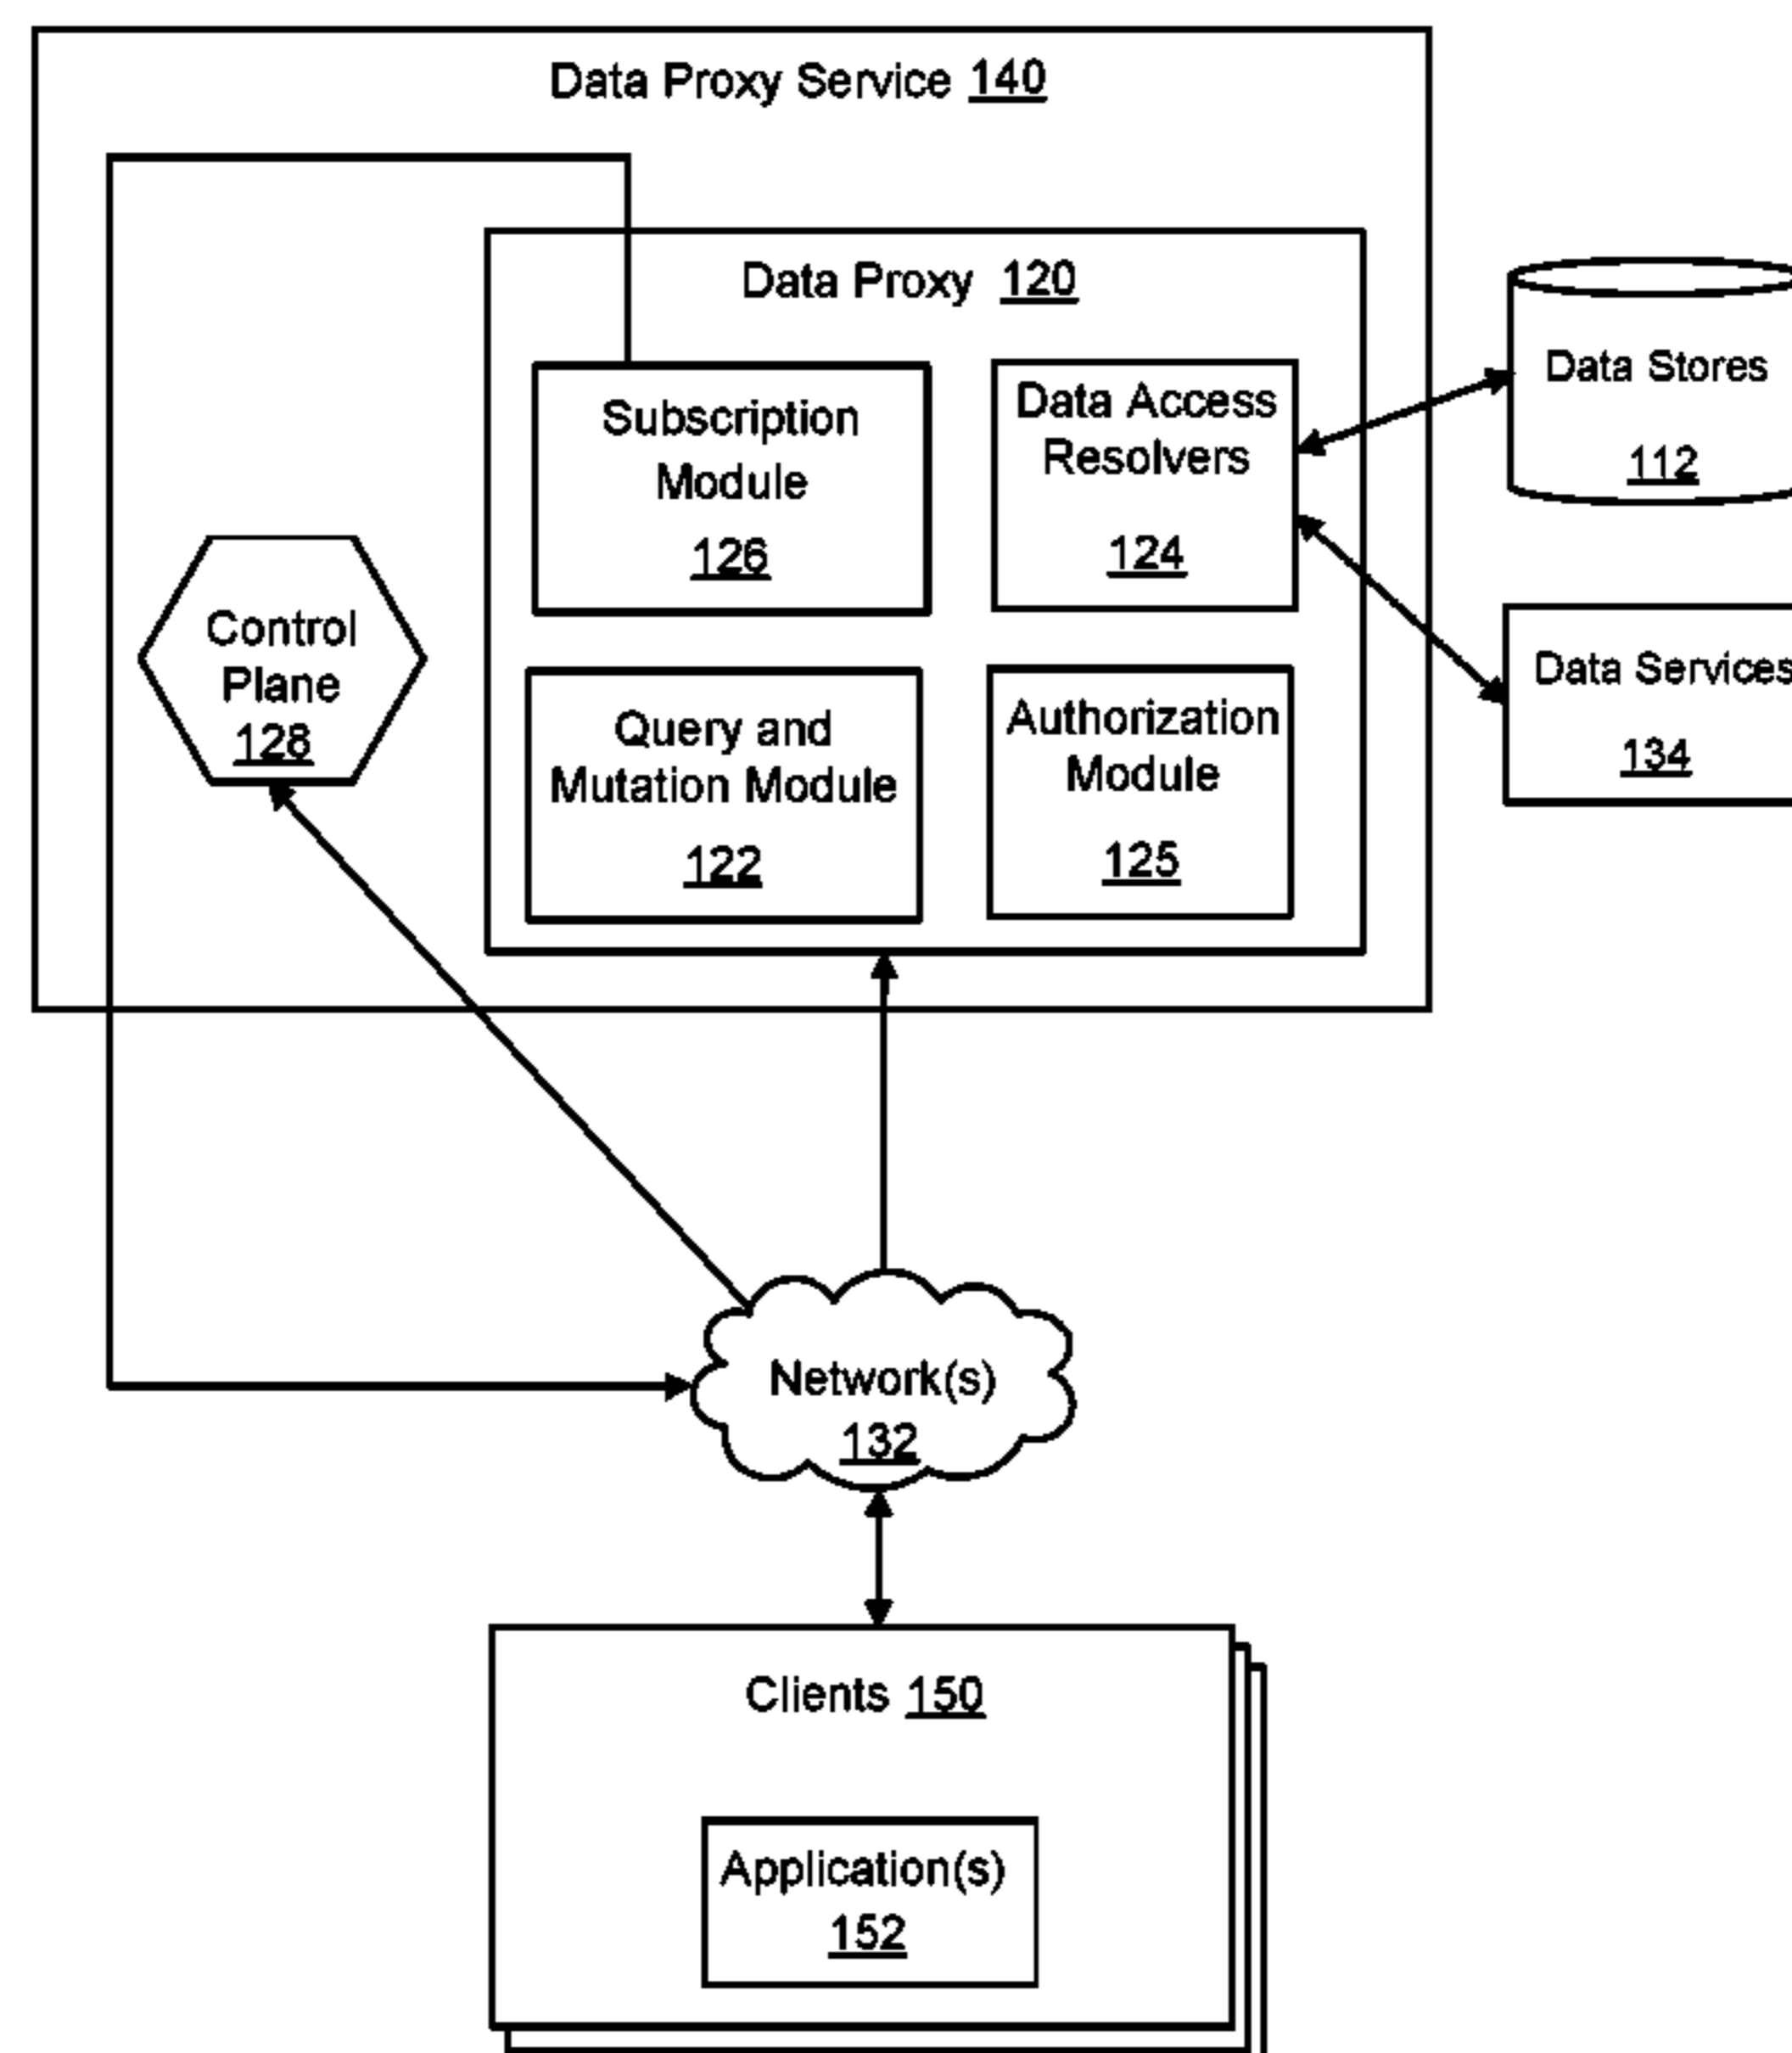 Data Proxy Service 140
Data Proxy 120
Subscription
Module
126
Data Access
Resolvers
124
Data Stores
112
Control
Plane
128
Query and
Mutation Module
122
Authorization
Module
125
Data Services
134
Network(s)
132
Clients 150
Application(s)
152